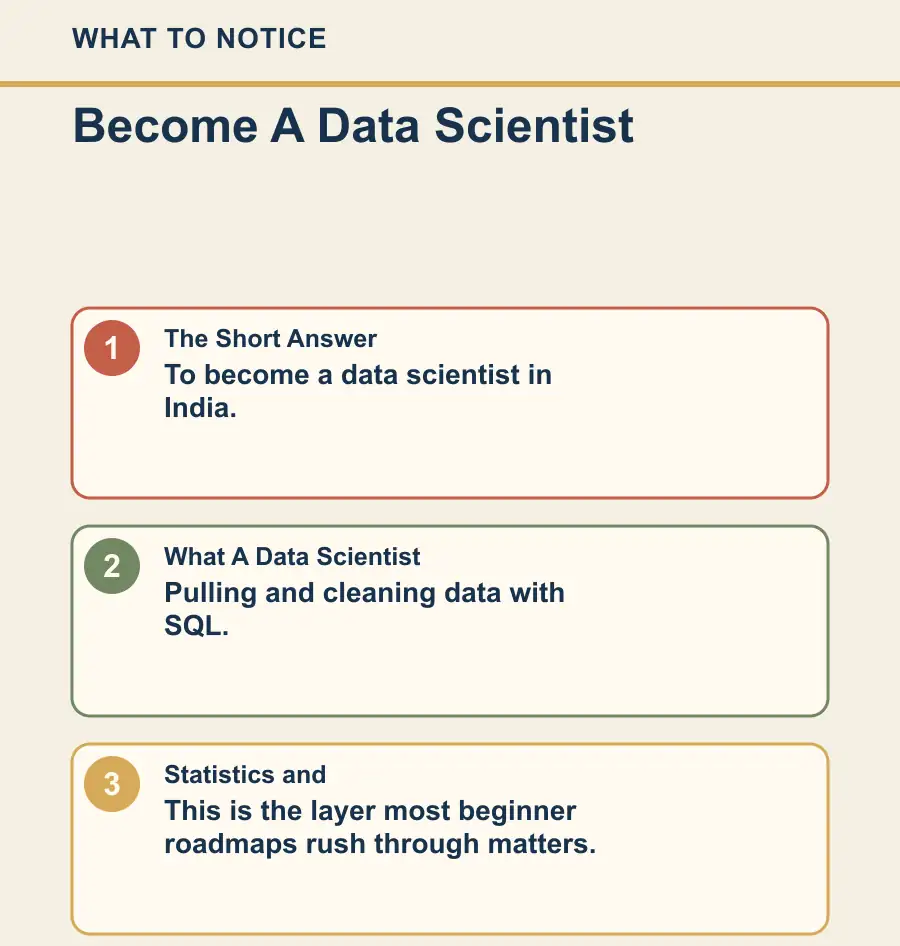 WHAT TO NOTICE
Become A Data Scientist
1
The Short Answer
To become a data scientist in
India.
2
What A Data Scientist
Pulling and cleaning data with
SQL.
3
Statistics and
This is the layer most beginner
roadmaps rush through matters.